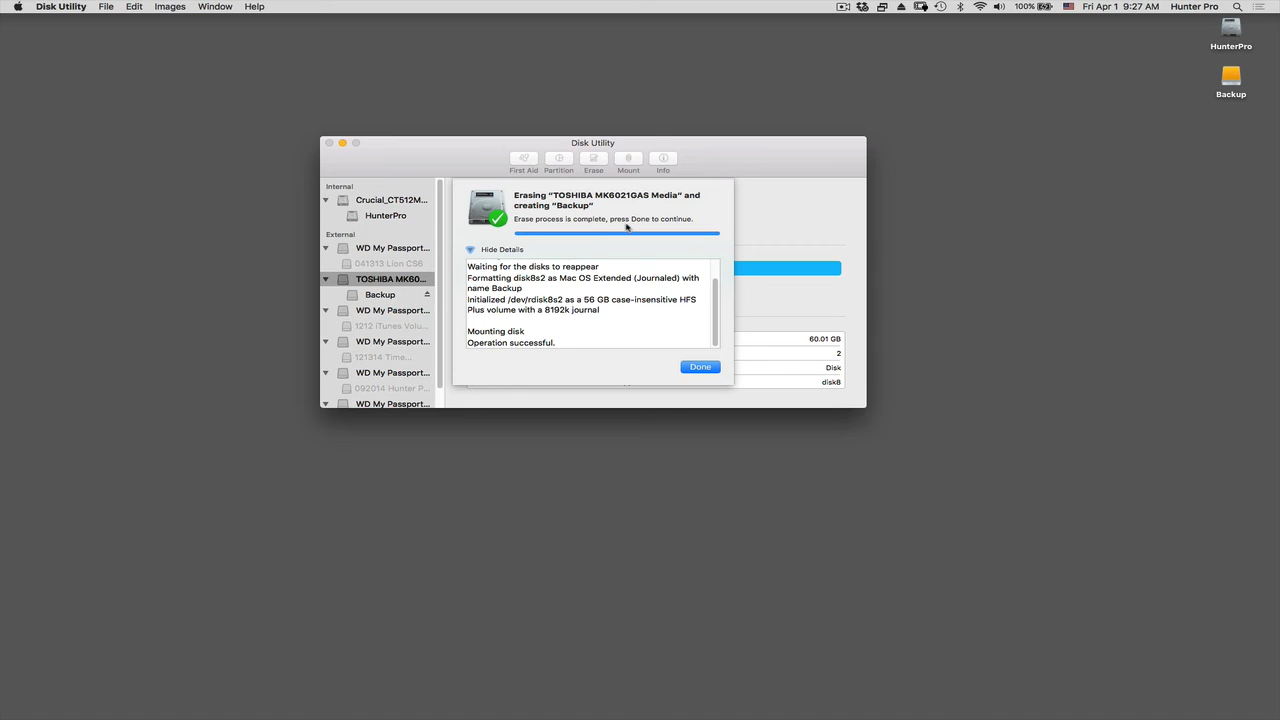 Disk Utility File Edit Images Window Help 100% Fri Apr 1 9:27 AM Hunter Pro
HunterPro
Backup
Disk Utility
First Aid Partition Erase Mount Info
Internal
Crucial_CT512M...
HunterPro
External
WD My Passport...
041313 Lion CS6
TOSHIBA MK60...
Backup
WD My Passport...
1212 iTunes Volu...
WD My Passport...
121314 Time...
WD My Passport...
092014 Hunter P...
WD My Passport...
Erasing “TOSHIBA MK6021GAS Media” and
creating “Backup”
Erase process is complete, press Done to continue.
Hide Details
Waiting for the disks to reappear
Formatting disk8s2 as Mac OS Extended (Journaled) with
name Backup
Initialized /dev/rdisk8s2 as a 56 GB case-insensitive HFS
Plus volume with a 8192k journal
Mounting disk
Operation successful.
Done
60.01 GB
2
Disk
disk8